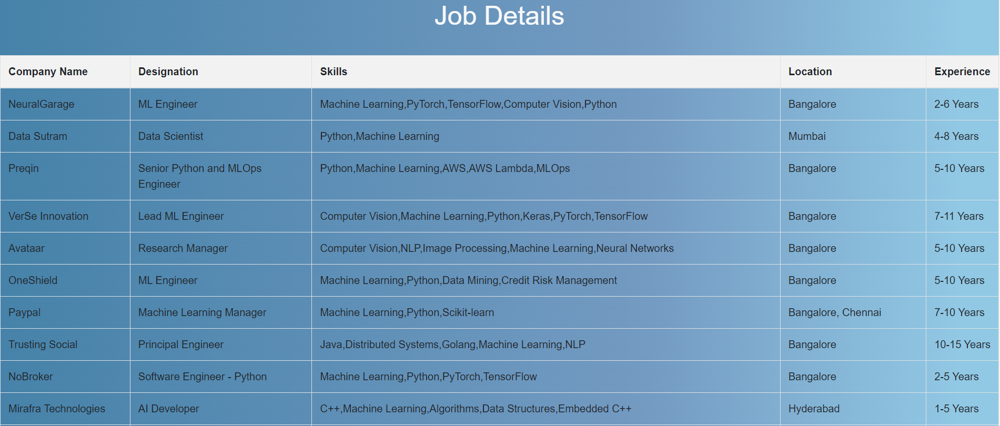 Job Details
Company Name Designation Skills Location Experience
NeuralGarage ML Engineer Machine Learning,PyTorch,TensorFlow,Computer Vision,Python Bangalore 2-6 Years
Data Sutram Data Scientist Python,Machine Learning Mumbai 4-8 Years
Preqin Senior Python and MLOps Python,Machine Learning,AWS,AWS Lambda,MLOps Bangalore 5-10 Years
Engineer
VerSe Innovation Lead ML Engineer Computer Vision,Machine Learning,Python,Keras,PyTorch,TensorFlow Bangalore 7-11 Years
Avataar Research Manager Computer Vision,NLP,Image Processing,Machine Learning,Neural Networks Bangalore 5-10 Years
OneShield ML Engineer Machine Learning,Python,Data Mining,Credit Risk Management Bangalore 5-10 Years
Paypal Machine Learning Manager Machine Learning,Python,Scikit-learn Bangalore, Chennai 7-10 Years
Trusting Social Principal Engineer Java,Distributed Systems,Golang,Machine Learning,NLP Bangalore 10-15 Years
NoBroker Software Engineer - Python Machine Learning,Python,PyTorch,TensorFlow Bangalore 2-5 Years
Mirafra Technologies AI Developer C++,Machine Learning,Algorithms,Data Structures,Embedded C++ Hyderabad 1-5 Years